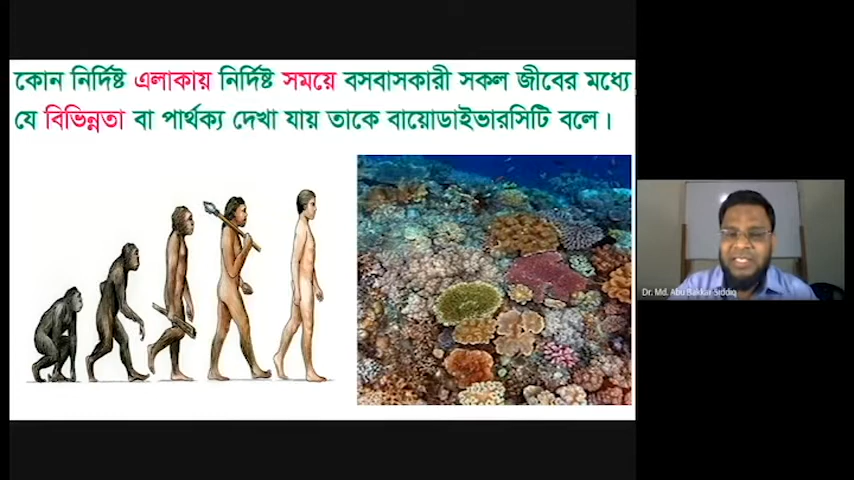 কোন নির্দিষ্ট এলাকায় নির্দিষ্ট সময়ে বসবাসকারী সকল জীবের মধ্যে
যে বিভিন্নতা বা পার্থক্য দেখা যায় তাকে বায়োডাইভারসিটি বলে।
Dr. Md. Abu Bakkar Siddiq